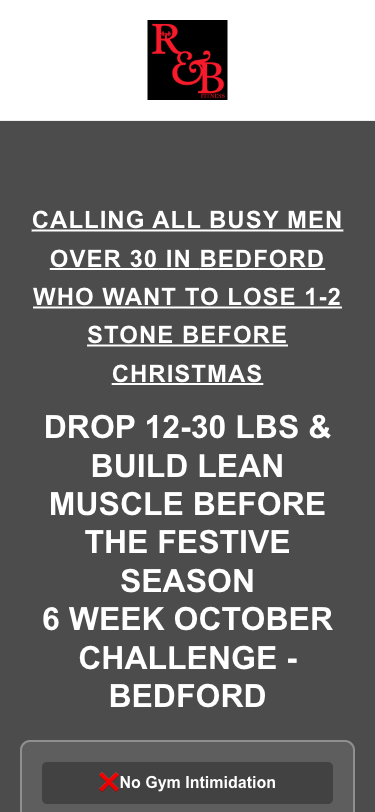 R
&
B
FITNESS
CALLING ALL BUSY MEN
OVER 30 IN BEDFORD
WHO WANT TO LOSE 1-2
STONE BEFORE
CHRISTMAS
DROP 12-30 LBS &
BUILD LEAN
MUSCLE BEFORE
THE FESTIVE
SEASON
6 WEEK OCTOBER
CHALLENGE -
BEDFORD
❌No Gym Intimidation